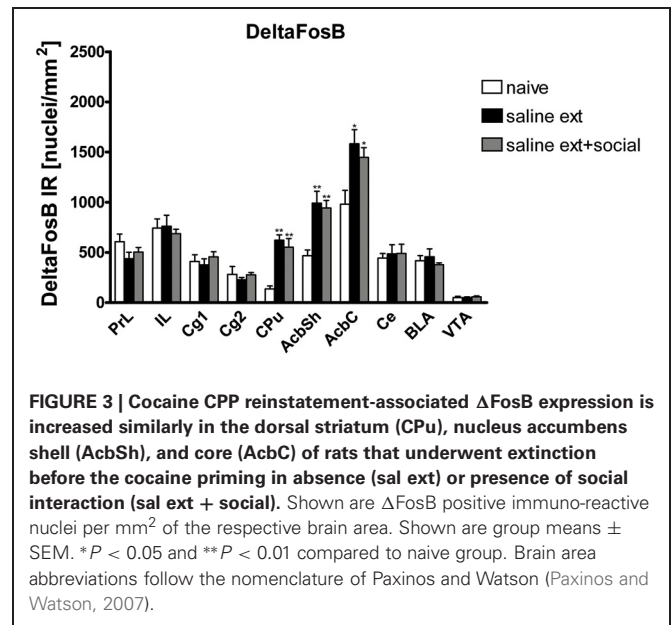 DeltaFosB
DeltaFosB IR [nuclei/mm²]
2500
2000
1500
1000
500
0
naive
saline ext
saline ext+social
**
**
**
**
*
*
PrL
IL
Cg1
Cg2
CPu
AcbSh
AcbC
Ce
BLA
VTA
FIGURE 3 | Cocaine CPP reinstatement-associated ΔFosB expression is
increased similarly in the dorsal striatum (CPu), nucleus accumbens
shell (AcbSh), and core (AcbC) of rats that underwent extinction
before the cocaine priming in absence (sal ext) or presence of social
interaction (sal ext + social). Shown are ΔFosB positive immuno-reactive
nuclei per mm² of the respective brain area. Shown are group means ±
SEM. *P < 0.05 and **P < 0.01 compared to naive group. Brain area
abbreviations follow the nomenclature of Paxinos and Watson (Paxinos and
Watson, 2007).